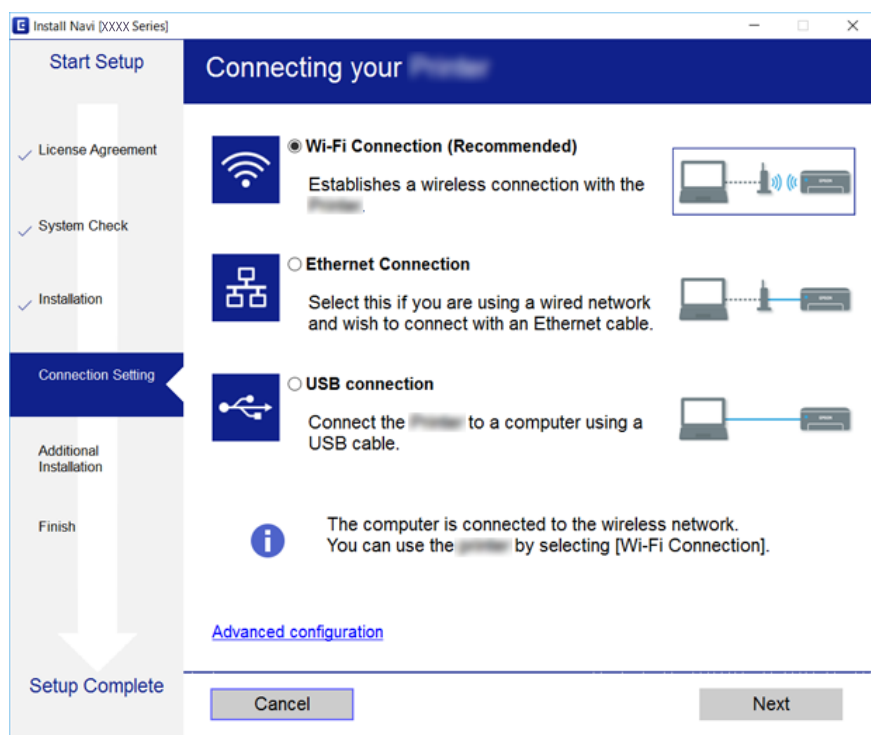 Install Navi [XXXX Series]
Start Setup
License Agreement
System Check
Installation
Connection Setting
Additional
Installation
Finish
Setup Complete
Connecting your
Wi-Fi Connection (Recommended)
Establishes a wireless connection with the
.
Ethernet Connection
Select this if you are using a wired network
and wish to connect with an Ethernet cable.
USB connection
Connect the to a computer using a
USB cable.
The computer is connected to the wireless network.
You can use the by selecting [Wi-Fi Connection].
Advanced configuration
Cancel
Next